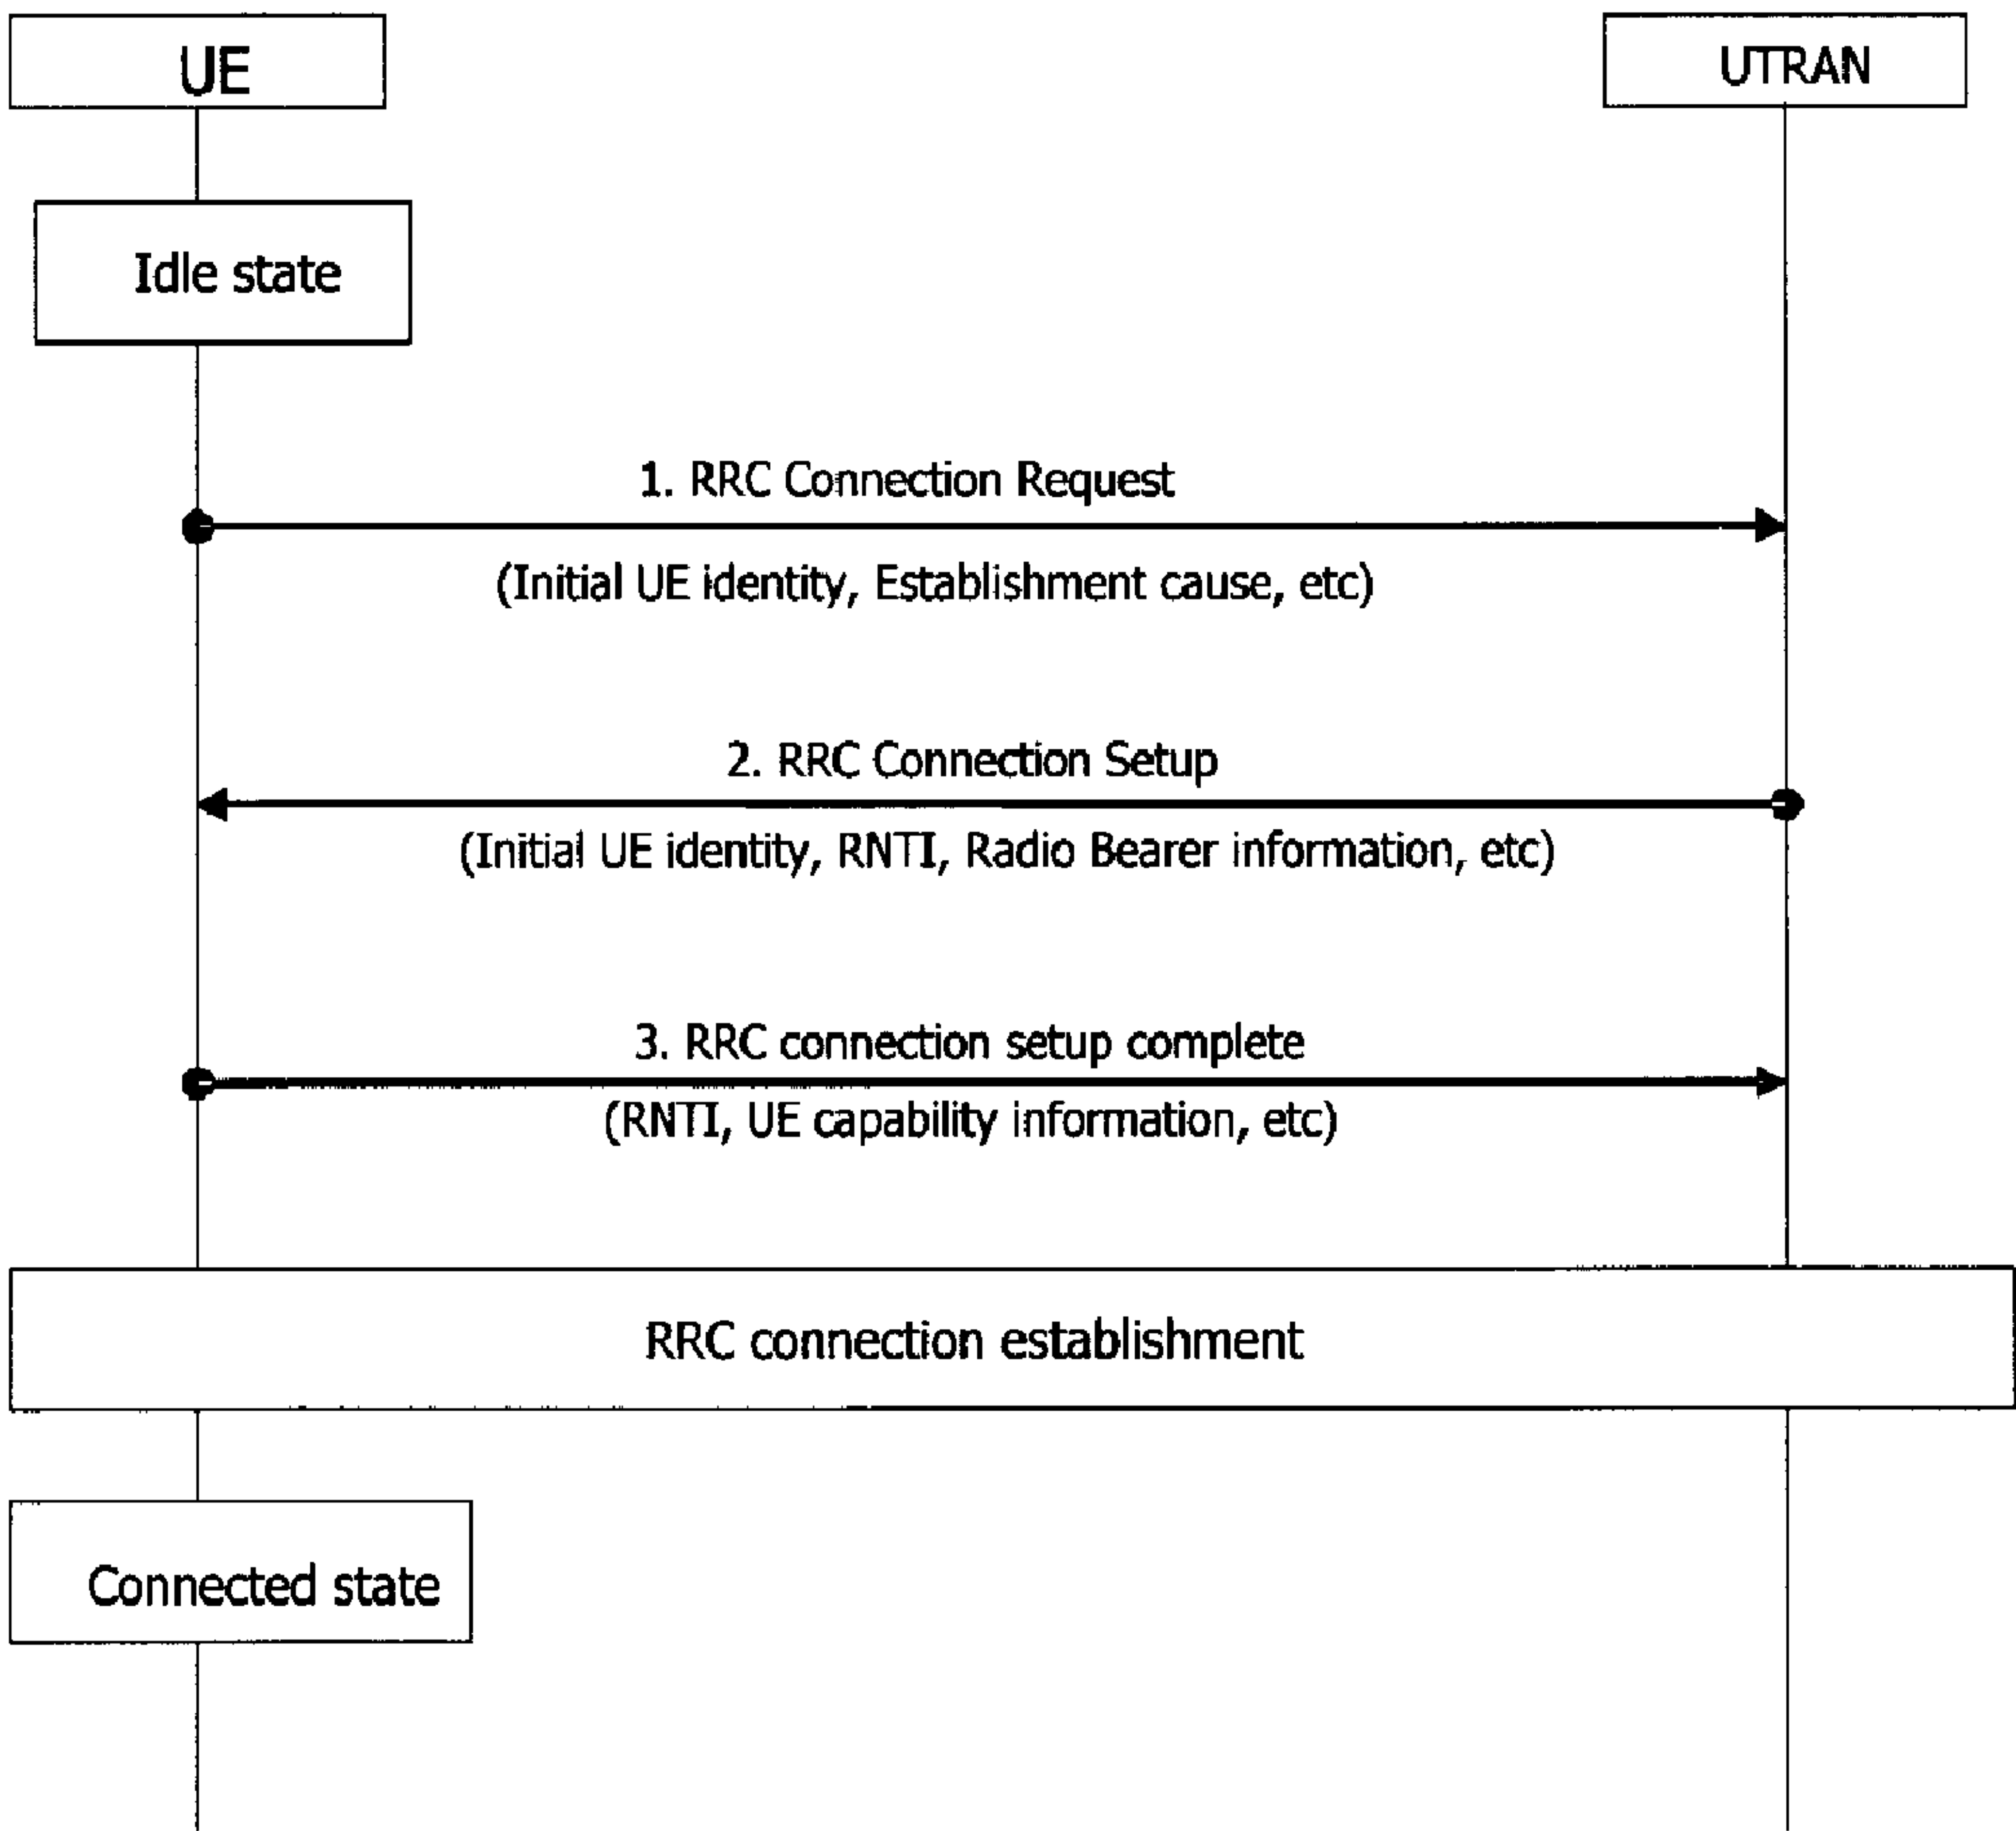 UE
UTRAN
Idle state
1. RRC Connection Request
(Initial UE identity, Establishment cause, etc)
2. RRC Connection Setup
(Initial UE identity, RNTI, Radio Bearer information, etc)
3. RRC connection setup complete
(RNTI, UE capability information, etc)
RRC connection establishment
Connected state